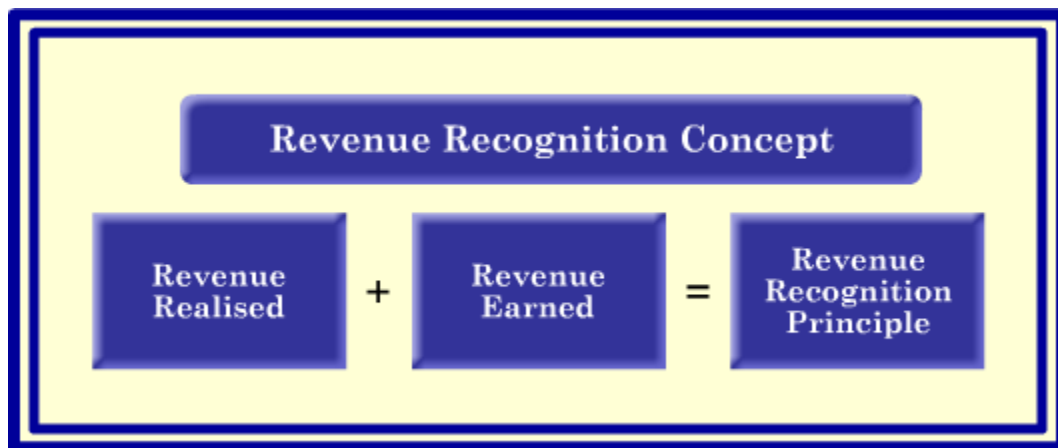 Revenue Recognition Concept
Revenue
Realised
+
Revenue
Earned
=
Revenue
Recognition
Principle